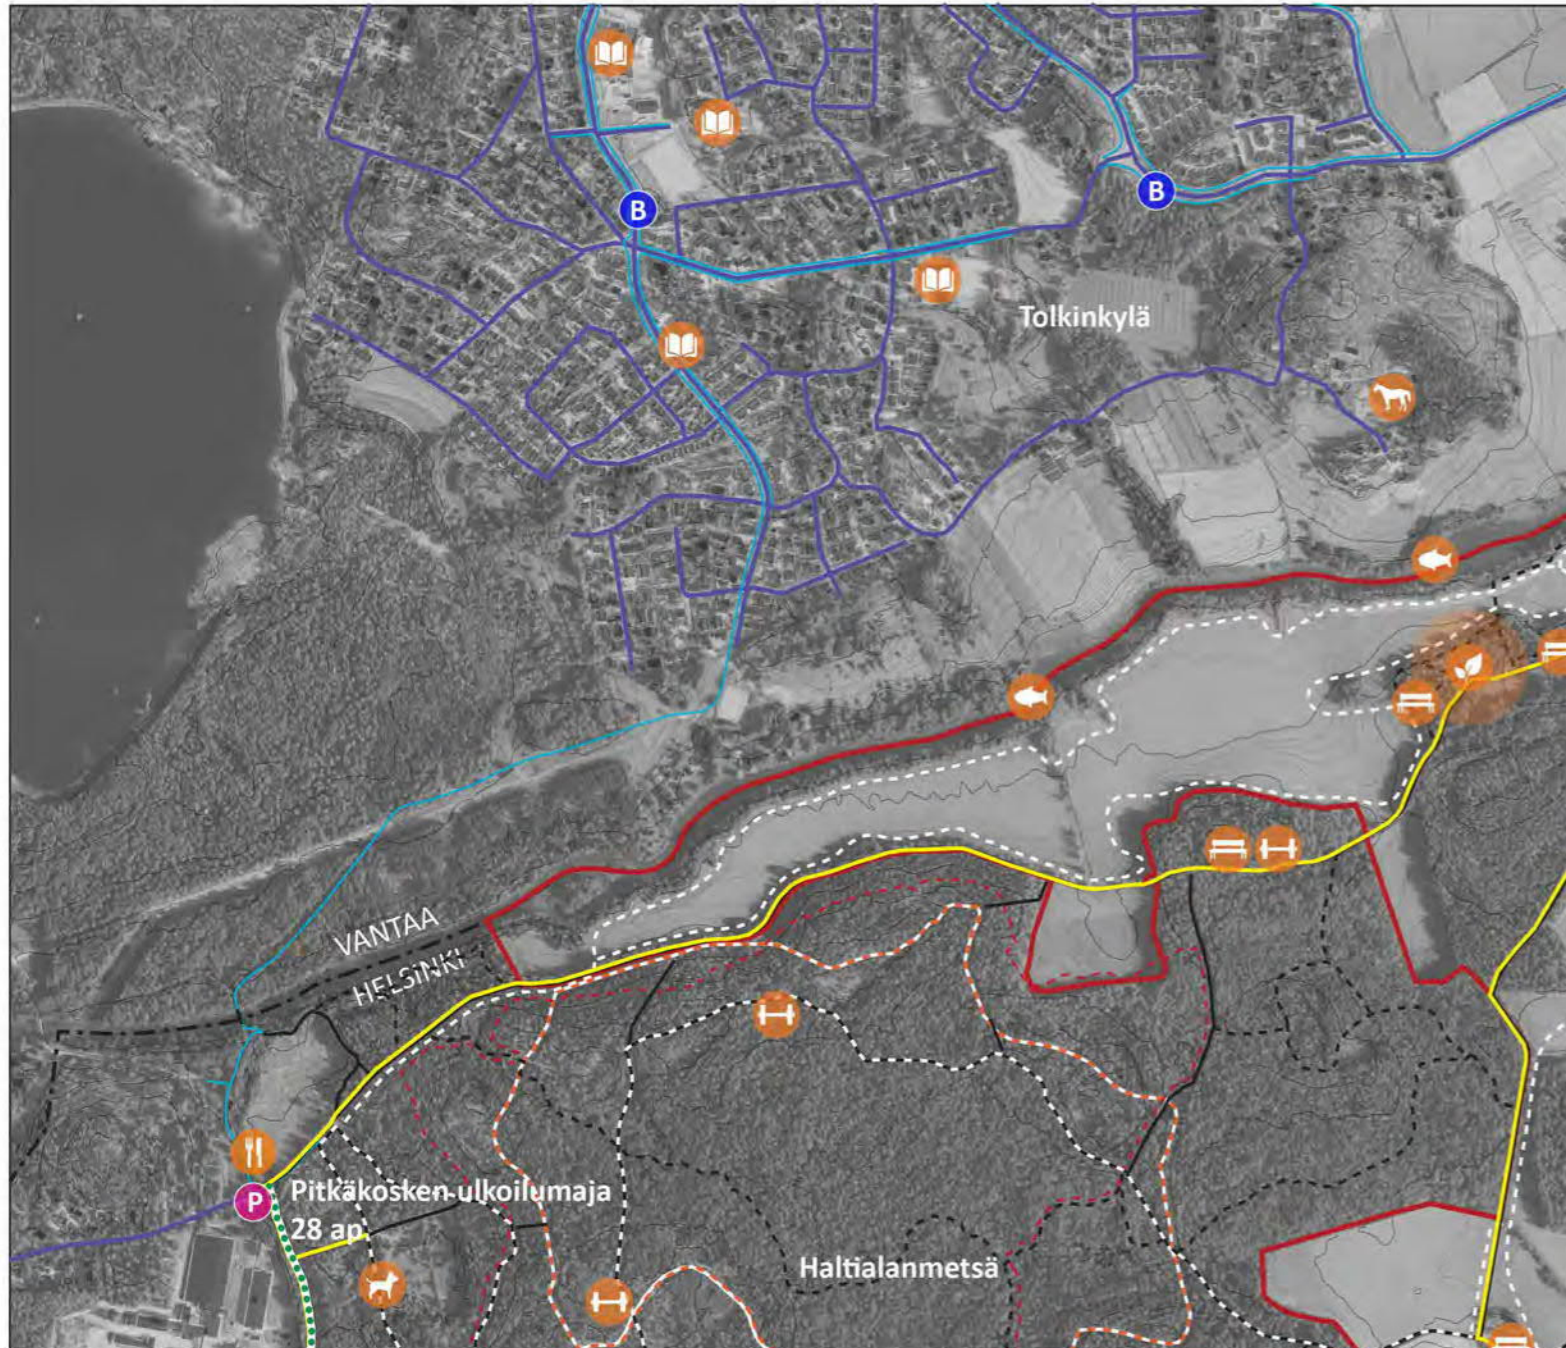 B
B
Tolkinkylä
VANTAA
HELSINKI
P
Pitkäkosken ulkoilumaja
28 ap
Haltialanmetsä